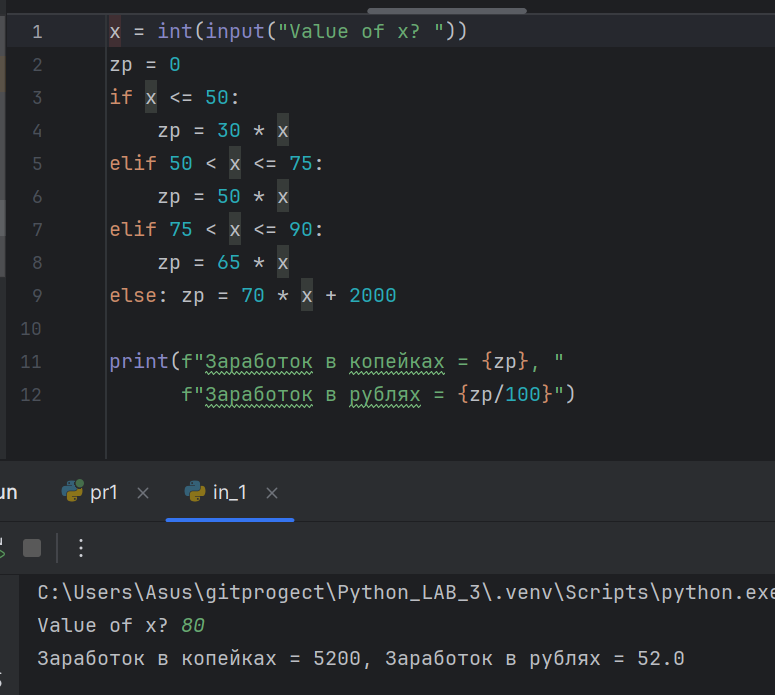 1 x = int(input("Value of x? "))
2 zp = 0
3 if x <= 50:
4     zp = 30 * x
5 elif 50 < x <= 75:
6     zp = 50 * x
7 elif 75 < x <= 90:
8     zp = 65 * x
9 else: zp = 70 * x + 2000
10
11 print(f"Заработок в копейках = {zp}, "
12       f"Заработок в рублях = {zp/100}")
un pr1 in_1
C:\Users\Asus\gitprogect\Python_LAB_3\.venv\Scripts\python.exe
Value of x? 80
Заработок в копейках = 5200, Заработок в рублях = 52.0